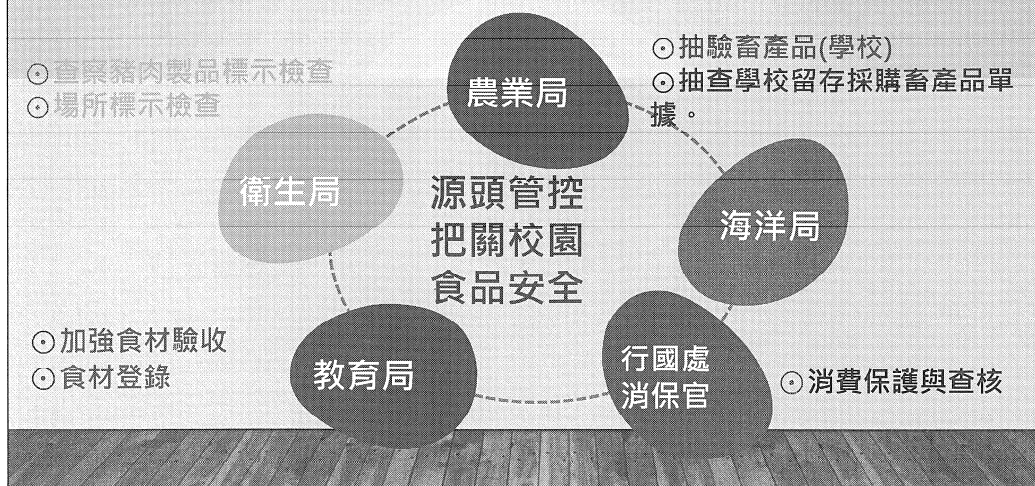 ⊙查察豬肉製品標示檢查
⊙場所標示檢查
衛生局
農業局
⊙抽驗畜產品(學校)
⊙抽查學校留存採購畜產品單
據。
源頭管控
把關校園
食品安全
海洋局
⊙加強食材驗收
⊙食材登錄
教育局
行國處
消保官
⊙消費保護與查核